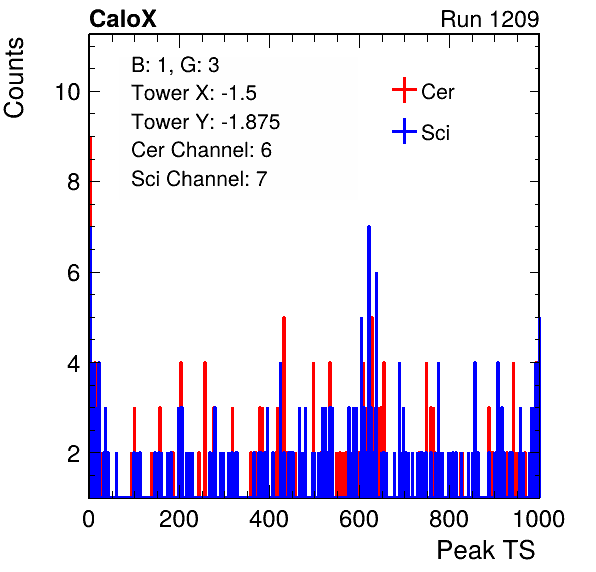 CaloX Run 1209
Counts
B: 1, G: 3
Tower X: -1.5
Tower Y: -1.875
Cer Channel: 6
Sci Channel: 7
Cer
Sci
10
8
6
4
2
0 200 400 600 800 1000
Peak TS